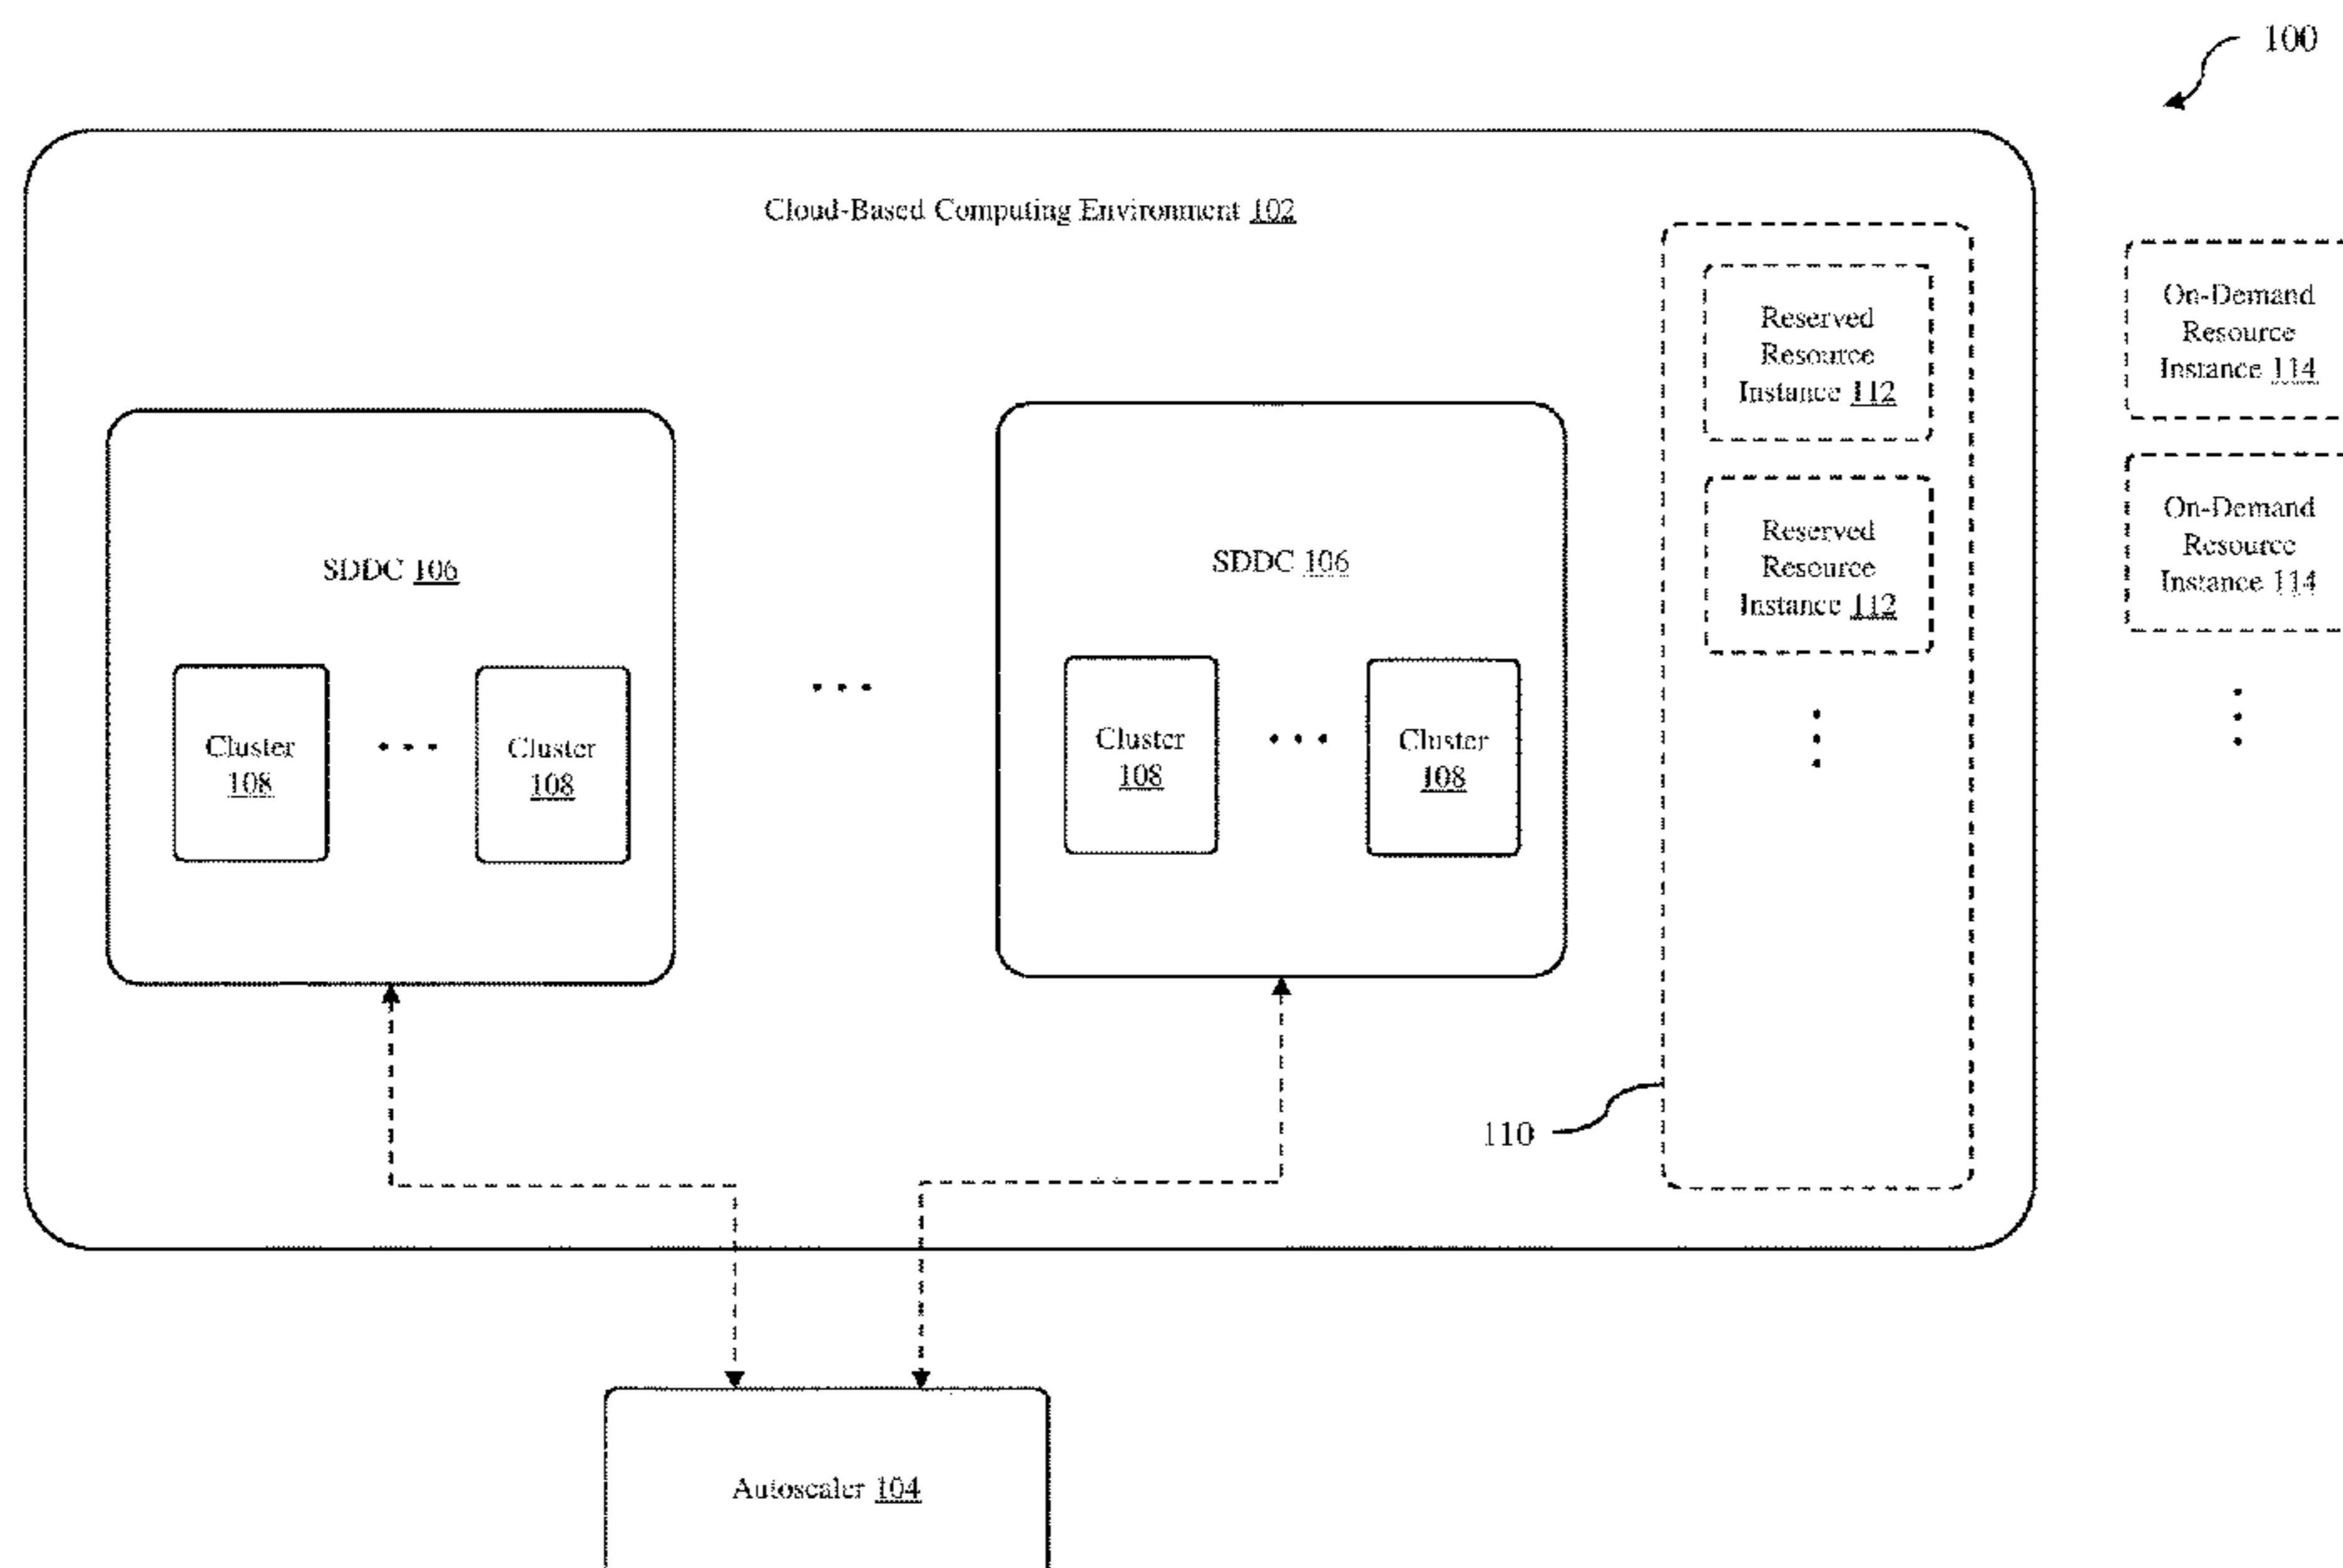 100
Cloud-Based Computing Environment 102
Reserved
Resource
Instance 112
On-Demand
Resource
Instance 114
Reserved
Resource
Instance 112
On-Demand
Resource
Instance 114
SDDC 106
SDDC 106
Cluster
108
Cluster
108
Cluster
108
Cluster
108
110
Autoscaler 104